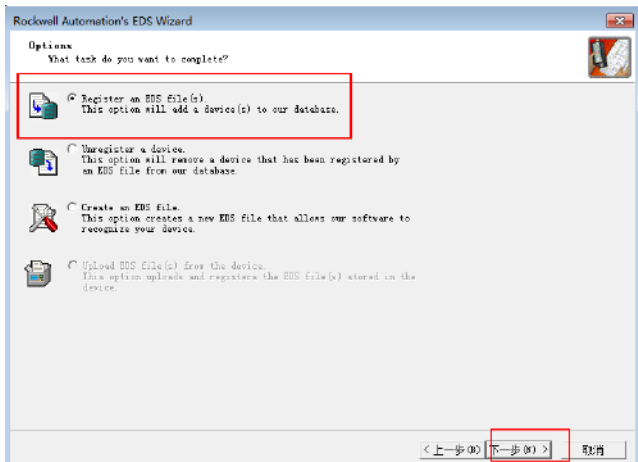 Rockwell Automation's EDS Wizard
Options
What task do you want to complete?
Register an EDS file(s).
This option will add a device(s) to our database.
Unregister a device.
This option will remove a device that has been registered by
an EDS file from our database.
Create an EDS file.
This option creates a new EDS file that allows our software to
recognize your device.
Upload EDS file(s) from the device.
This option uploads and registers the EDS file(s) stored in the
device.
< 上一步(B) 下一步(N) > 取消